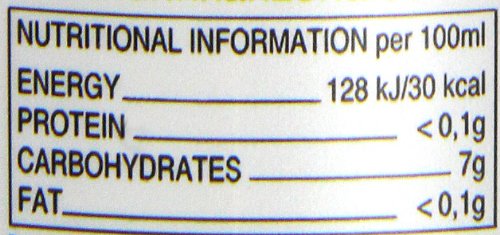 NUTRITIONAL INFORMATION per 100ml
ENERGY 128 kJ/30 kcal
PROTEIN <0,1g
CARBOHYDRATES 7g
FAT <0,1g